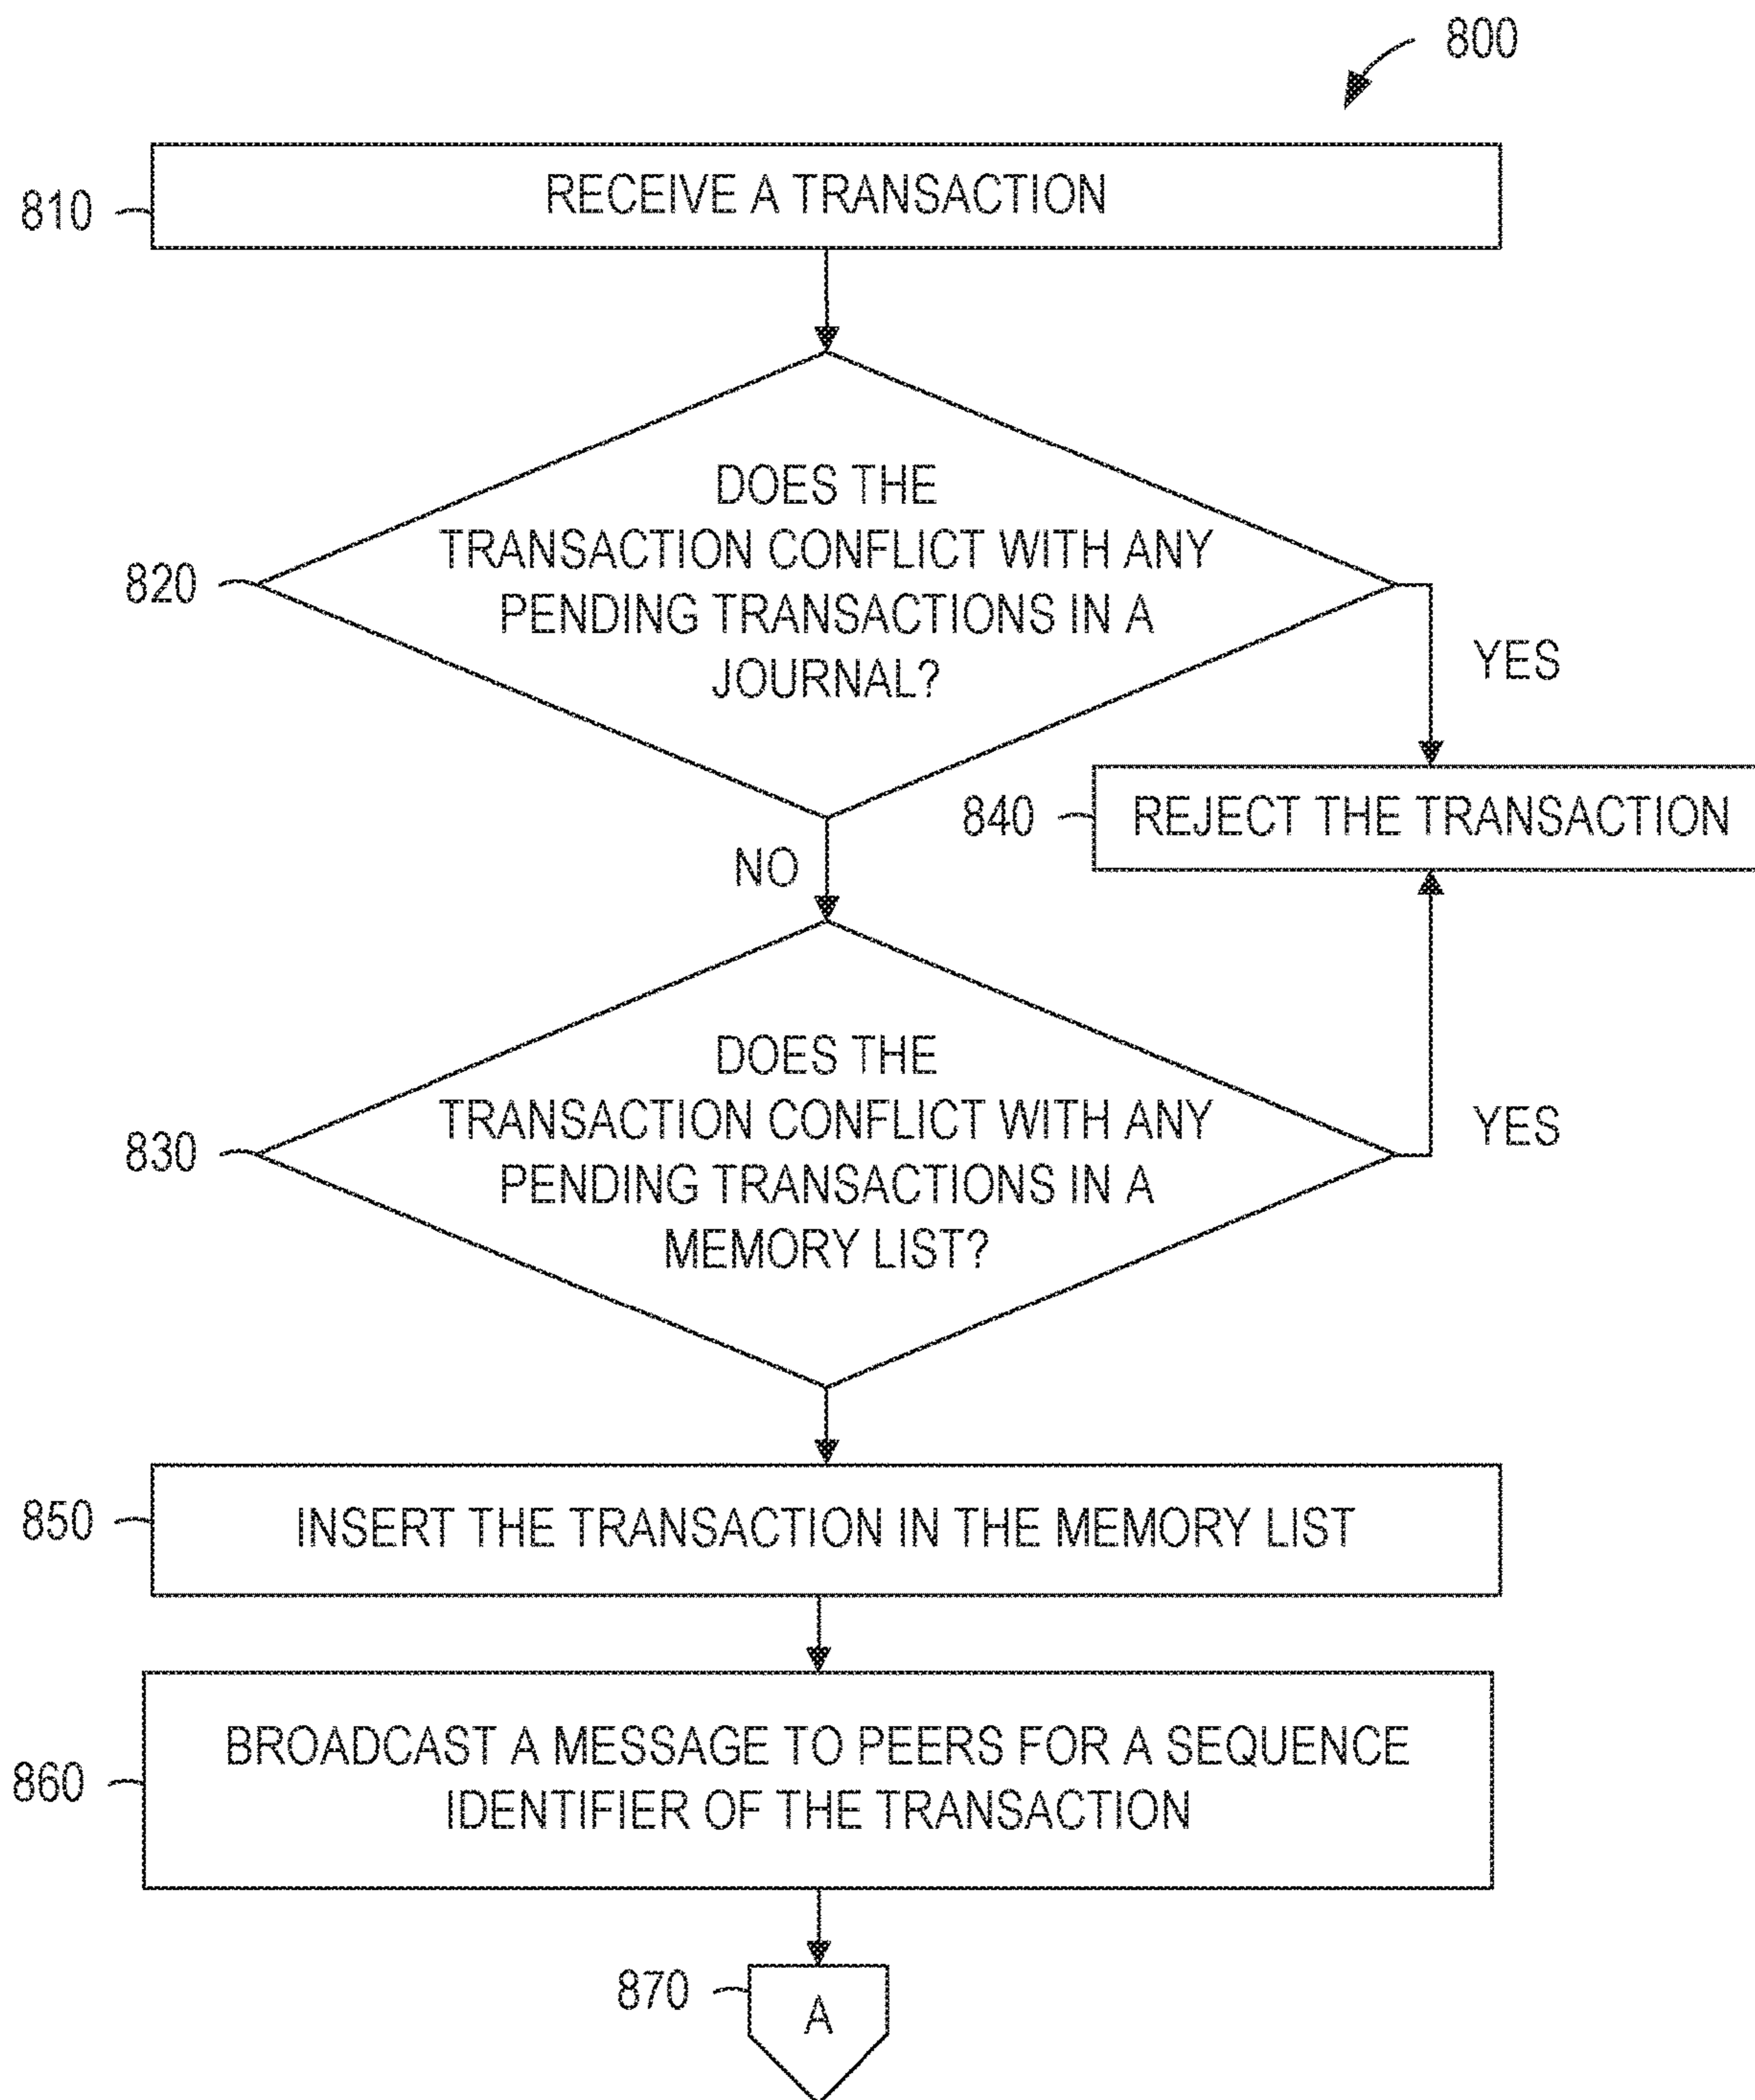 800
810
RECEIVE A TRANSACTION
820
DOES THE
TRANSACTION CONFLICT WITH ANY
PENDING TRANSACTIONS IN A
JOURNAL?
YES
840
REJECT THE TRANSACTION
NO
830
DOES THE
TRANSACTION CONFLICT WITH ANY
PENDING TRANSACTIONS IN A
MEMORY LIST?
YES
850
INSERT THE TRANSACTION IN THE MEMORY LIST
860
BROADCAST A MESSAGE TO PEERS FOR A SEQUENCE
IDENTIFIER OF THE TRANSACTION
870
A